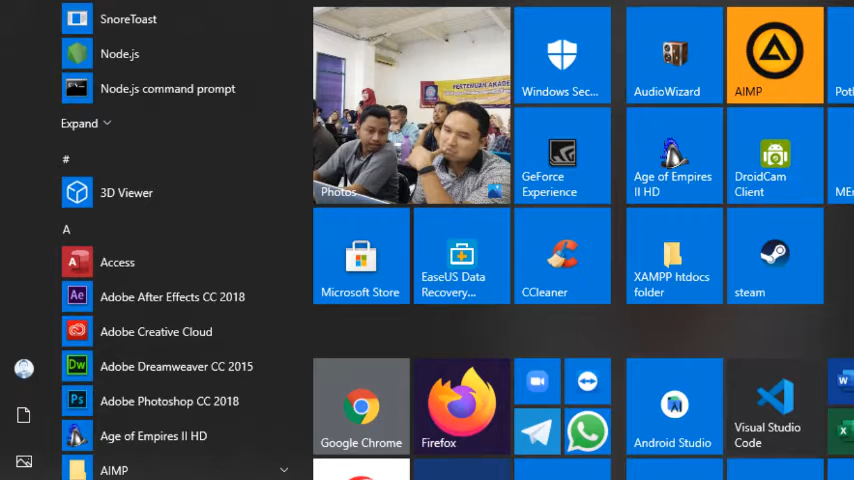 SnoreToast
Node.js
Node.js command prompt
Expand
#
3D Viewer
A
Access
Adobe After Effects CC 2018
Adobe Creative Cloud
Adobe Dreamweaver CC 2015
Adobe Photoshop CC 2018
Age of Empires II HD
AIMP
PERTEMUAN AKADE
Photos
Windows Sec...
GeForce
Experience
Microsoft Store
EaseUS Data
Recovery...
CCleaner
AudioWizard
AIMP
Age of Empires
II HD
DroidCam
Client
XAMPP htdocs
folder
steam
Google Chrome
Firefox
Android Studio
Visual Studio
Code